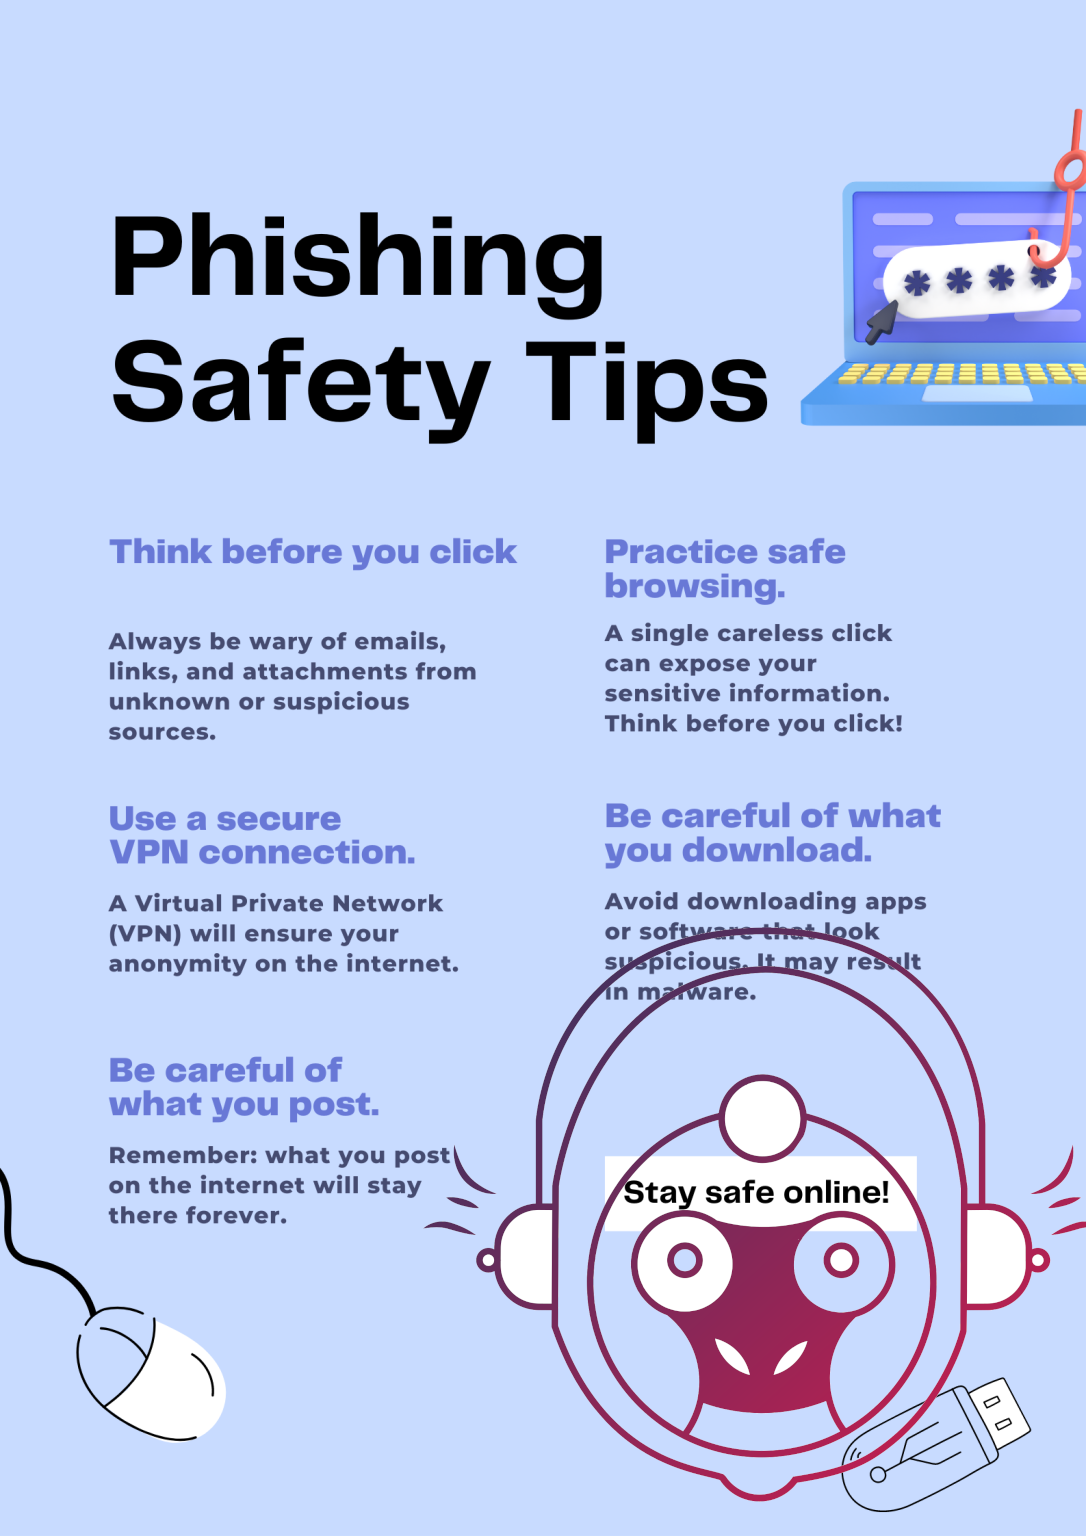 Phishing
Safety Tips
Think before you click
Always be wary of emails,
links, and attachments from
unknown or suspicious
sources.
Practice safe
browsing.
A single careless click
can expose your
sensitive information.
Think before you click!
Use a secure
VPN connection.
A Virtual Private Network
(VPN) will ensure your
anonymity on the internet.
Be careful of what
you download.
Avoid downloading apps
or software that look
suspicious. It may result
in malware.
Be careful of
what you post.
Remember: what you post
on the internet will stay
there forever.
Stay safe online!